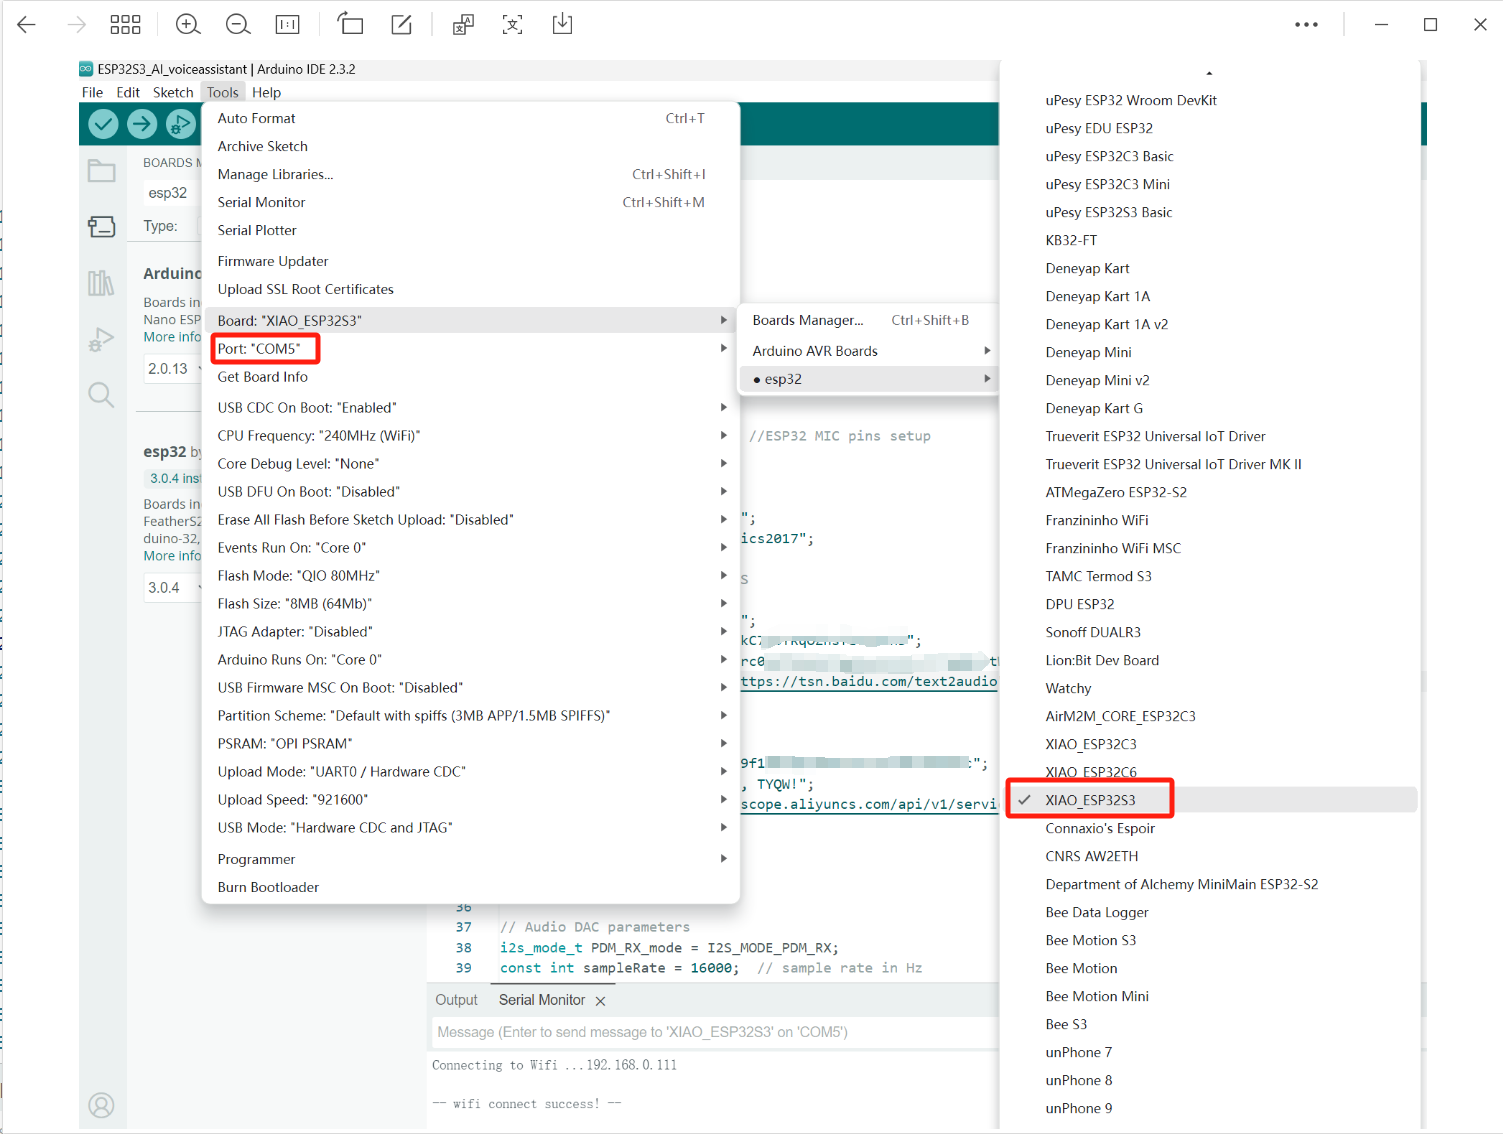 ESP32S3_AI_voiceassistant | Arduino IDE 2.3.2
File Edit Sketch Tools Help
BOARDS M
esp32
Type:
Arduino
Boards in
Nano ESP
More info
2.0.13
esp32 by
3.0.4 inst
Boards in
FeatherS2
duino-32,
More info
3.0.4
Auto Format Ctrl+T
Archive Sketch
Manage Libraries... Ctrl+Shift+I
Serial Monitor Ctrl+Shift+M
Serial Plotter
Firmware Updater
Upload SSL Root Certificates
Board: "XIAO_ESP32S3"
Port: "COM5"
Get Board Info
USB CDC On Boot: "Enabled"
CPU Frequency: "240MHz (WiFi)"
Core Debug Level: "None"
USB DFU On Boot: "Disabled"
Erase All Flash Before Sketch Upload: "Disabled"
Events Run On: "Core 0"
Flash Mode: "QIO 80MHz"
Flash Size: "8MB (64Mb)"
JTAG Adapter: "Disabled"
Arduino Runs On: "Core 0"
USB Firmware MSC On Boot: "Disabled"
Partition Scheme: "Default with spiffs (3MB APP/1.5MB SPIFFS)"
PSRAM: "OPI PSRAM"
Upload Mode: "UART0 / Hardware CDC"
Upload Speed: "921600"
USB Mode: "Hardware CDC and JTAG"
Programmer
Burn Bootloader
Boards Manager... Ctrl+Shift+B
Arduino AVR Boards
● esp32
//ESP32 MIC pins setup
";
ics2017";
s
";
";
ttps://tsn.baidu.com/text2audio
9f1
";
, TYQW!";
scope.aliyuncs.com/api/v1/servi
36
37 // Audio DAC parameters
38 i2s_mode_t PDM_RX_mode = I2S_MODE_PDM_RX;
39 const int sampleRate = 16000; // sample rate in Hz
Output Serial Monitor ×
Message (Enter to send message to 'XIAO_ESP32S3' on 'COM5')
Connecting to Wifi ...192.168.0.111
-- wifi connect success! --
uPesy ESP32 Wroom DevKit
uPesy EDU ESP32
uPesy ESP32C3 Basic
uPesy ESP32C3 Mini
uPesy ESP32S3 Basic
KB32-FT
Deneyap Kart
Deneyap Kart 1A
Deneyap Kart 1A v2
Deneyap Mini
Deneyap Mini v2
Deneyap Kart G
Trueverit ESP32 Universal IoT Driver
Trueverit ESP32 Universal IoT Driver MK II
ATMegaZero ESP32-S2
Franzininho WiFi
Franzininho WiFi MSC
TAMC Termod S3
DPU ESP32
Sonoff DUALR3
Lion:Bit Dev Board
Watchy
AirM2M_CORE_ESP32C3
XIAO_ESP32C3
XIAO_ESP32C6
XIAO_ESP32S3
Connaxio's Espoir
CNRS AW2ETH
Department of Alchemy MiniMain ESP32-S2
Bee Data Logger
Bee Motion S3
Bee Motion
Bee Motion Mini
Bee S3
unPhone 7
unPhone 8
unPhone 9